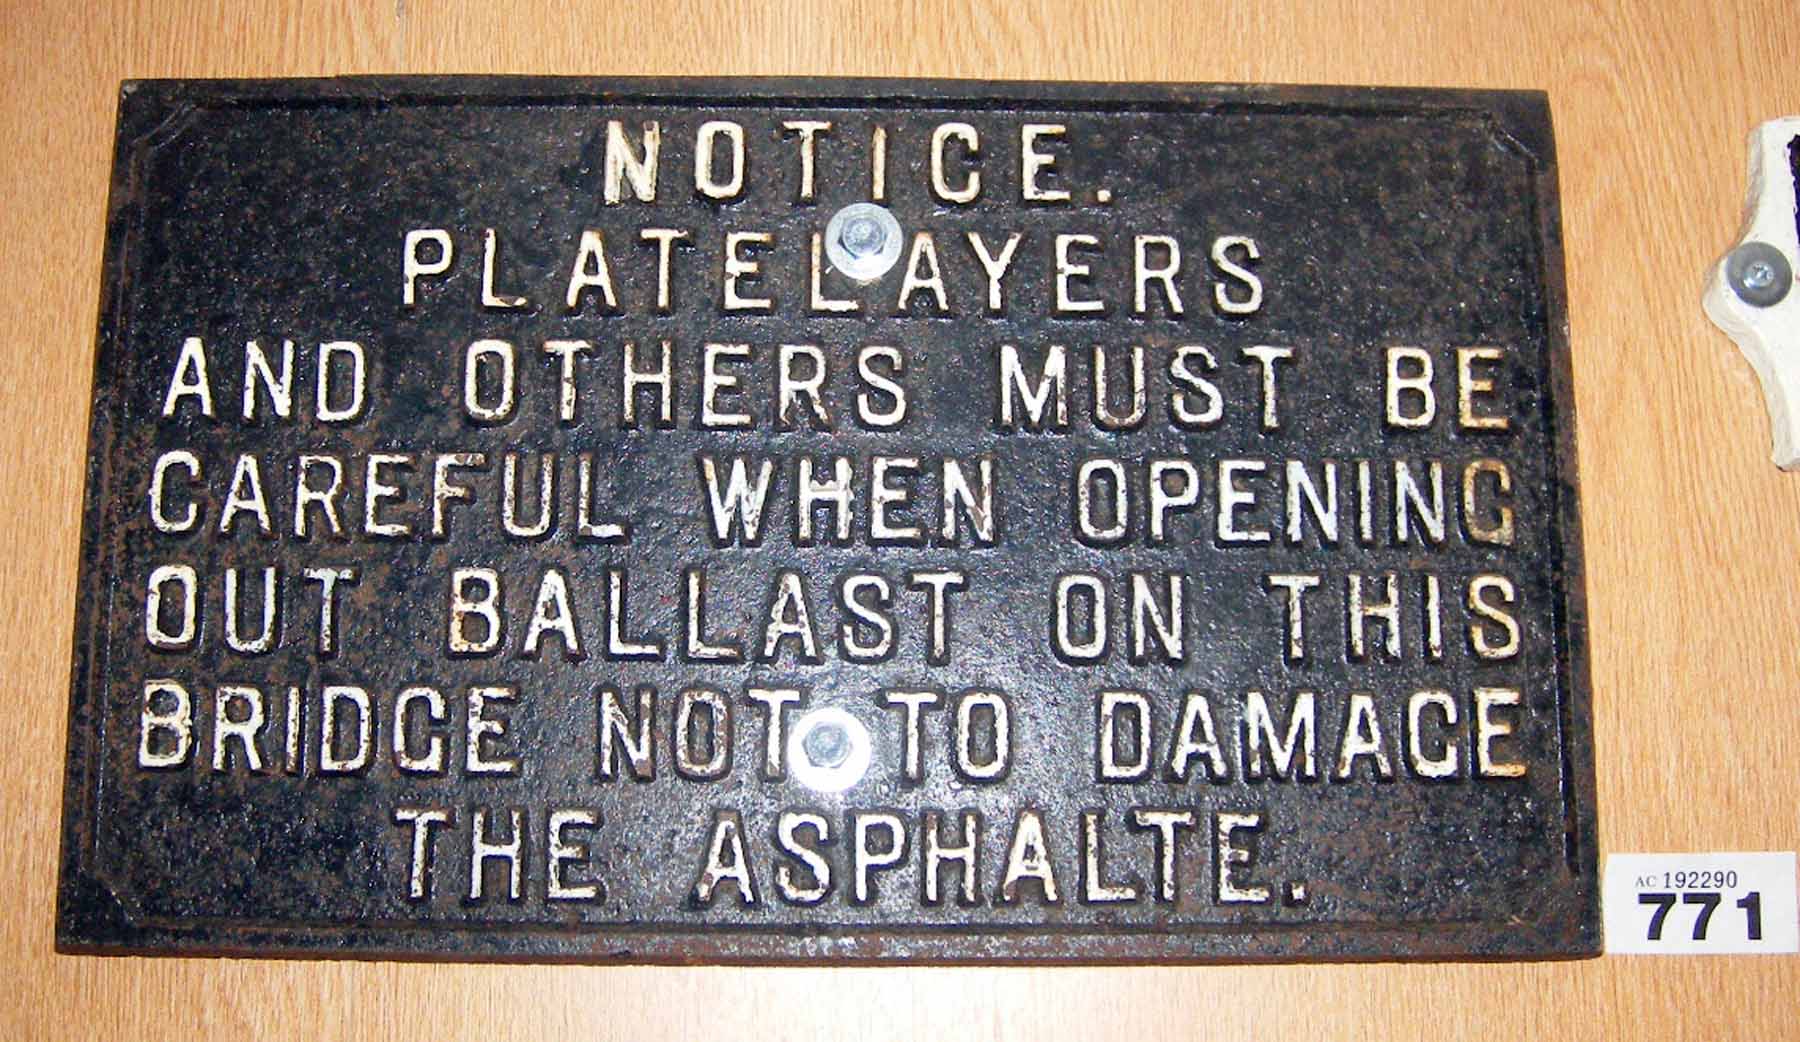 NOTICE.
PLATELAYERS
AND OTHERS MUST BE
CAREFUL WHEN OPENING
OUT BALLAST ON THIS
BRIDGE NOT TO DAMAGE
THE ASPHALTE.
AC 192290
771